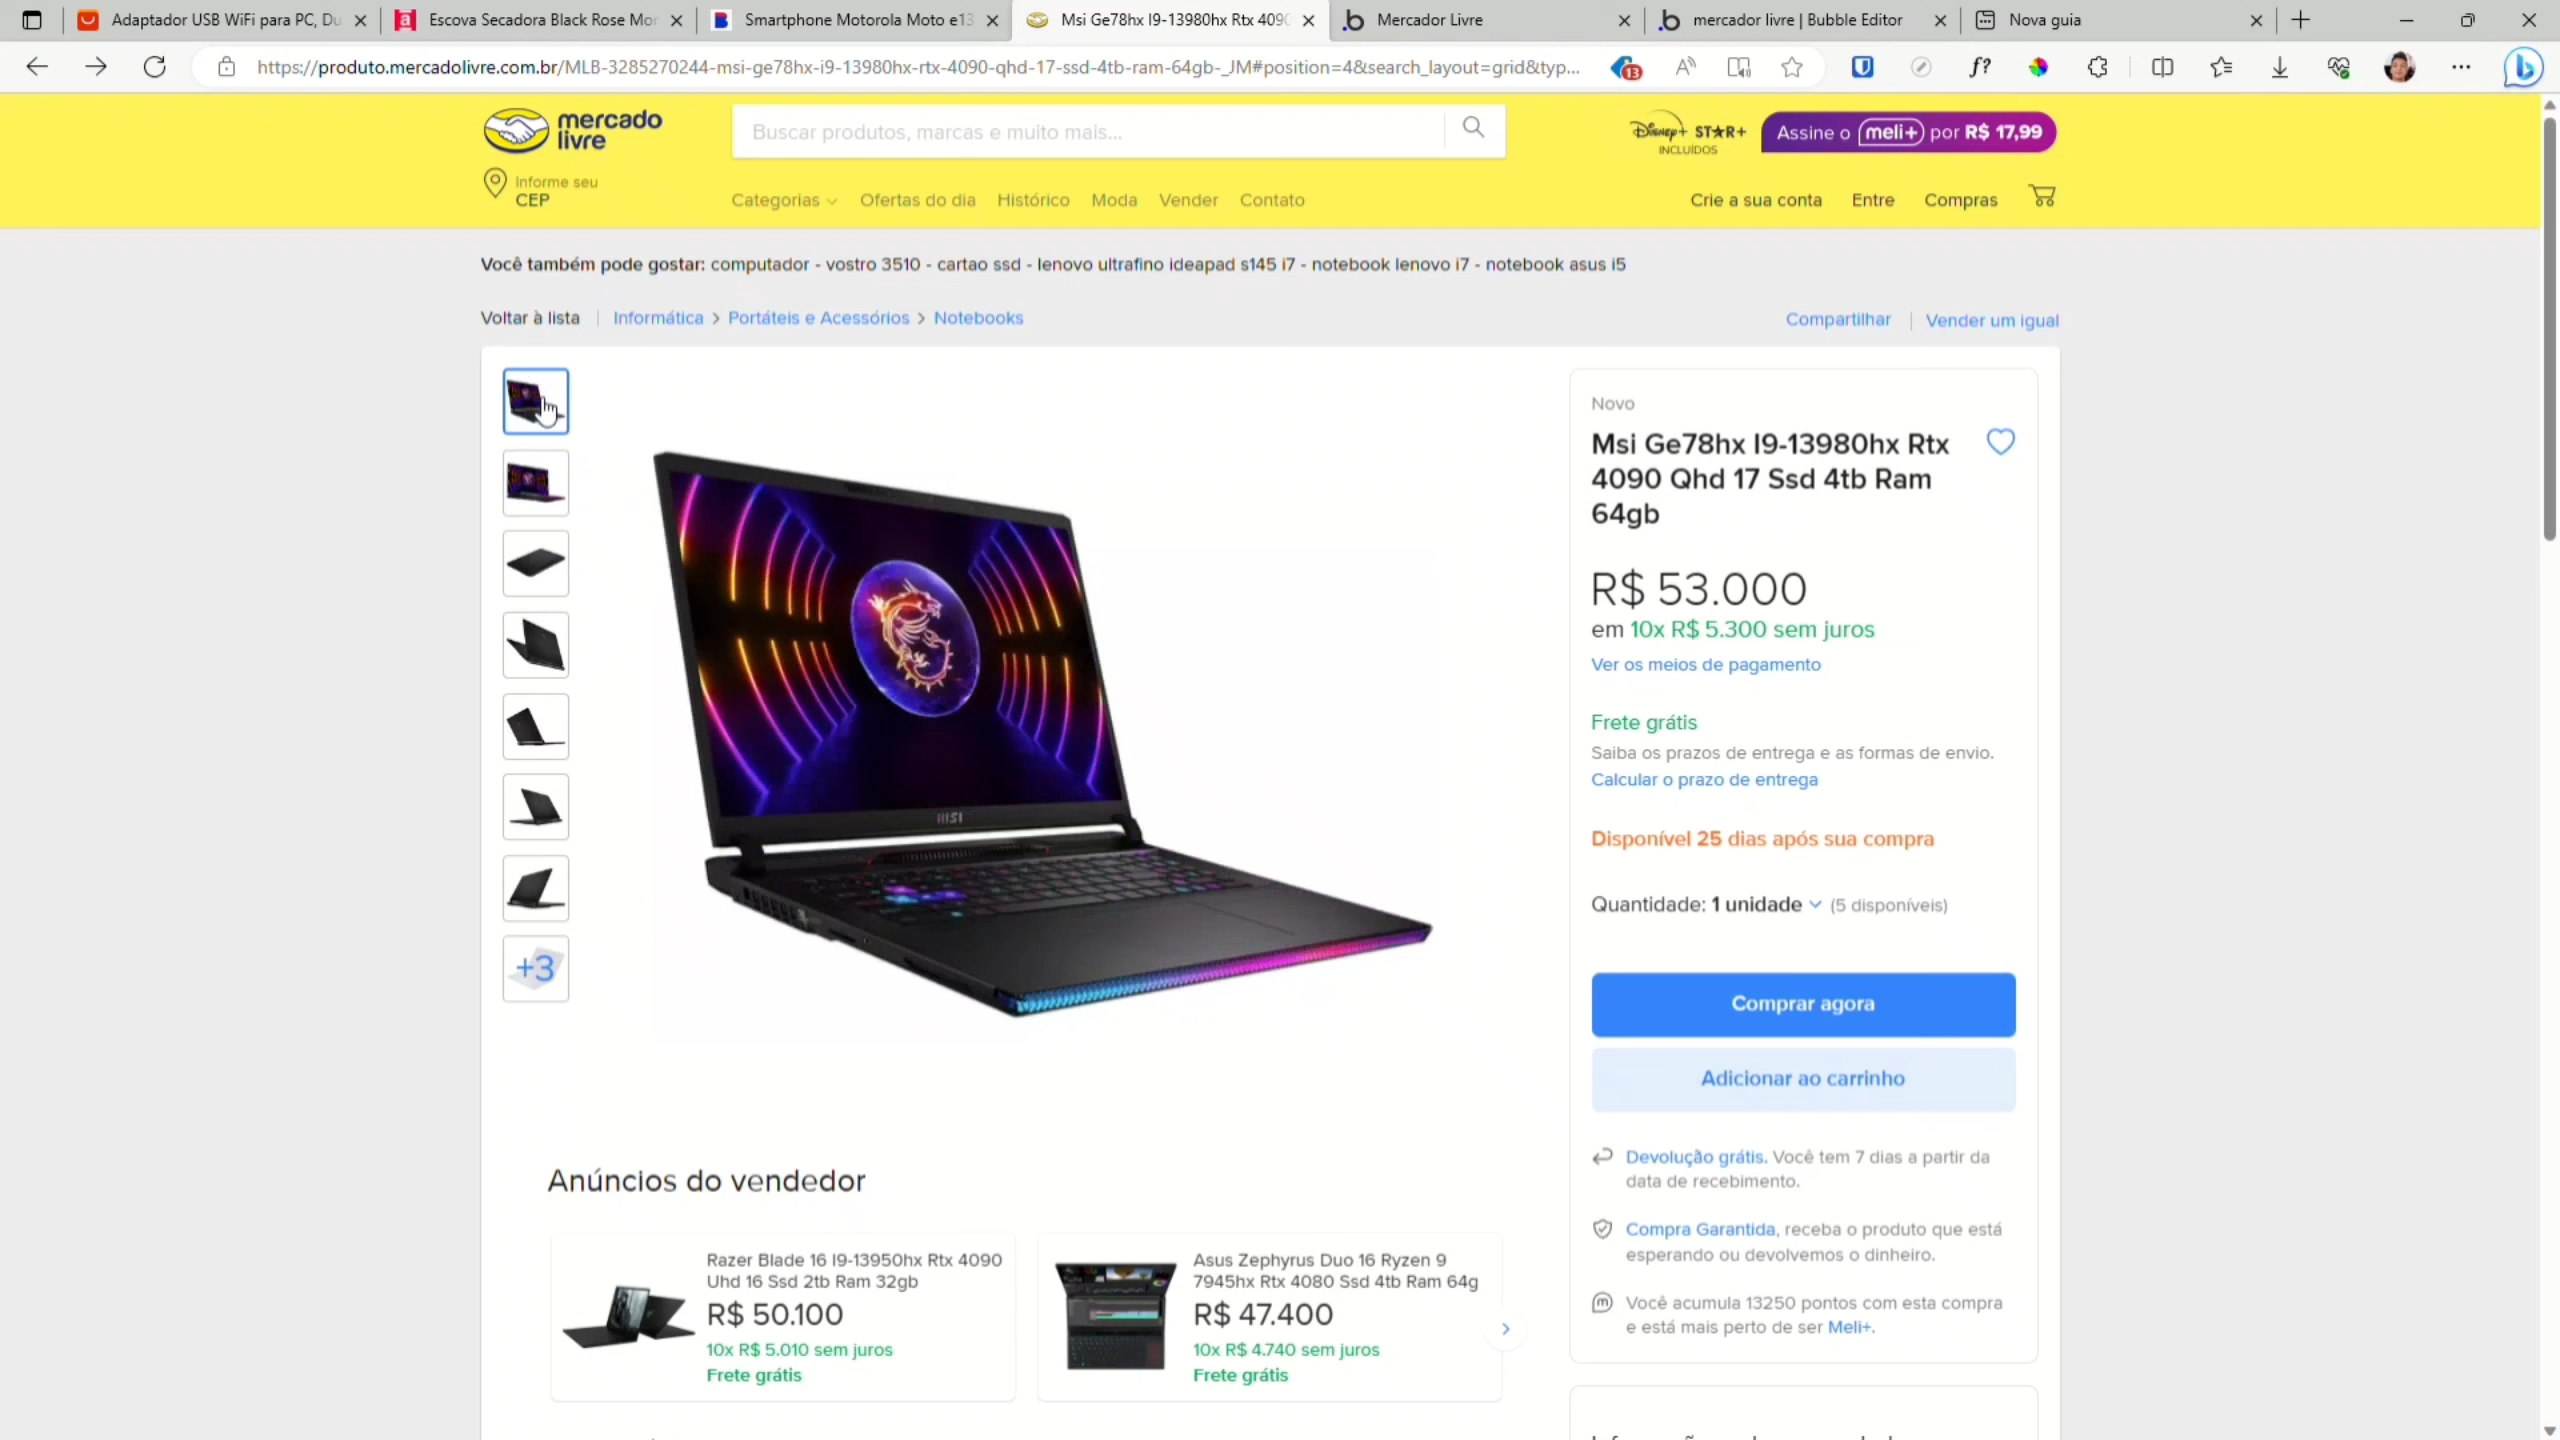 Adaptador USB WiFi para PC, Du
Escova Secadora Black Rose Mor
Smartphone Motorola Moto e13
Msi Ge78hx I9-13980hx Rtx 4090
Mercador Livre
mercador livre | Bubble Editor
Nova guia
https://produto.mercadolivre.com.br/MLB-3285270244-msi-ge78hx-i9-13980hx-rtx-4090-qhd-17-ssd-4tb-ram-64gb-_JM#position=4&search_layout=grid&typ...
13
f?
mercado
livre
Buscar produtos, marcas e muito mais...
Disney+ STAR+
INCLUÍDOS
Assine o meli+ por R$ 17,99
Informe seu
CEP
Categorias
Ofertas do dia
Histórico
Moda
Vender
Contato
Crie a sua conta
Entre
Compras
Você também pode gostar: computador - vostro 3510 - cartao ssd - lenovo ultrafino ideapad s145 i7 - notebook lenovo i7 - notebook asus i5
Voltar à lista | Informática > Portáteis e Acessórios > Notebooks
Compartilhar | Vender um igual
+3
msi
Novo
Msi Ge78hx I9-13980hx Rtx
4090 Qhd 17 Ssd 4tb Ram
64gb
R$ 53.000
em 10x R$ 5.300 sem juros
Ver os meios de pagamento
Frete grátis
Saiba os prazos de entrega e as formas de envio.
Calcular o prazo de entrega
Disponível 25 dias após sua compra
Quantidade: 1 unidade (5 disponíveis)
Comprar agora
Adicionar ao carrinho
Devolução grátis. Você tem 7 dias a partir da
data de recebimento.
Compra Garantida, receba o produto que está
esperando ou devolvemos o dinheiro.
Você acumula 13250 pontos com esta compra
e está mais perto de ser Meli+.
Anúncios do vendedor
Razer Blade 16 I9-13950hx Rtx 4090
Uhd 16 Ssd 2tb Ram 32gb
R$ 50.100
10x R$ 5.010 sem juros
Frete grátis
Asus Zephyrus Duo 16 Ryzen 9
7945hx Rtx 4080 Ssd 4tb Ram 64g
R$ 47.400
10x R$ 4.740 sem juros
Frete grátis